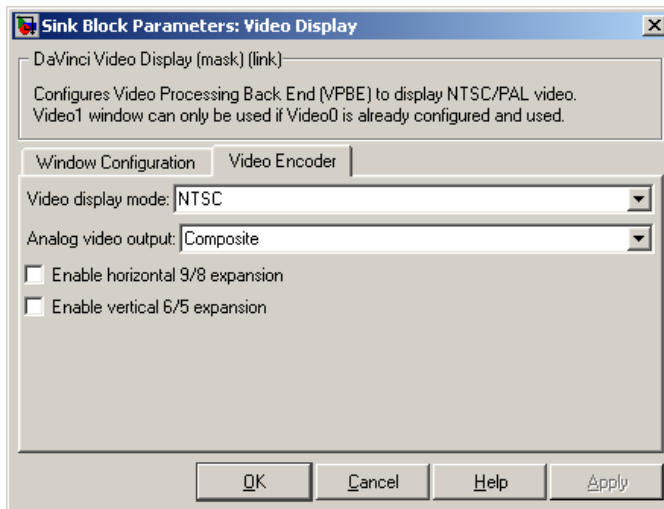 Sink Block Parameters: Video Display
DaVinci Video Display (mask) (link)
Configures Video Processing Back End (VPBE) to display NTSC/PAL video.
Video1 window can only be used if Video0 is already configured and used.
Window Configuration Video Encoder
Video display mode: NTSC
Analog video output: Composite
Enable horizontal 9/8 expansion
Enable vertical 6/5 expansion
OK Cancel Help Apply